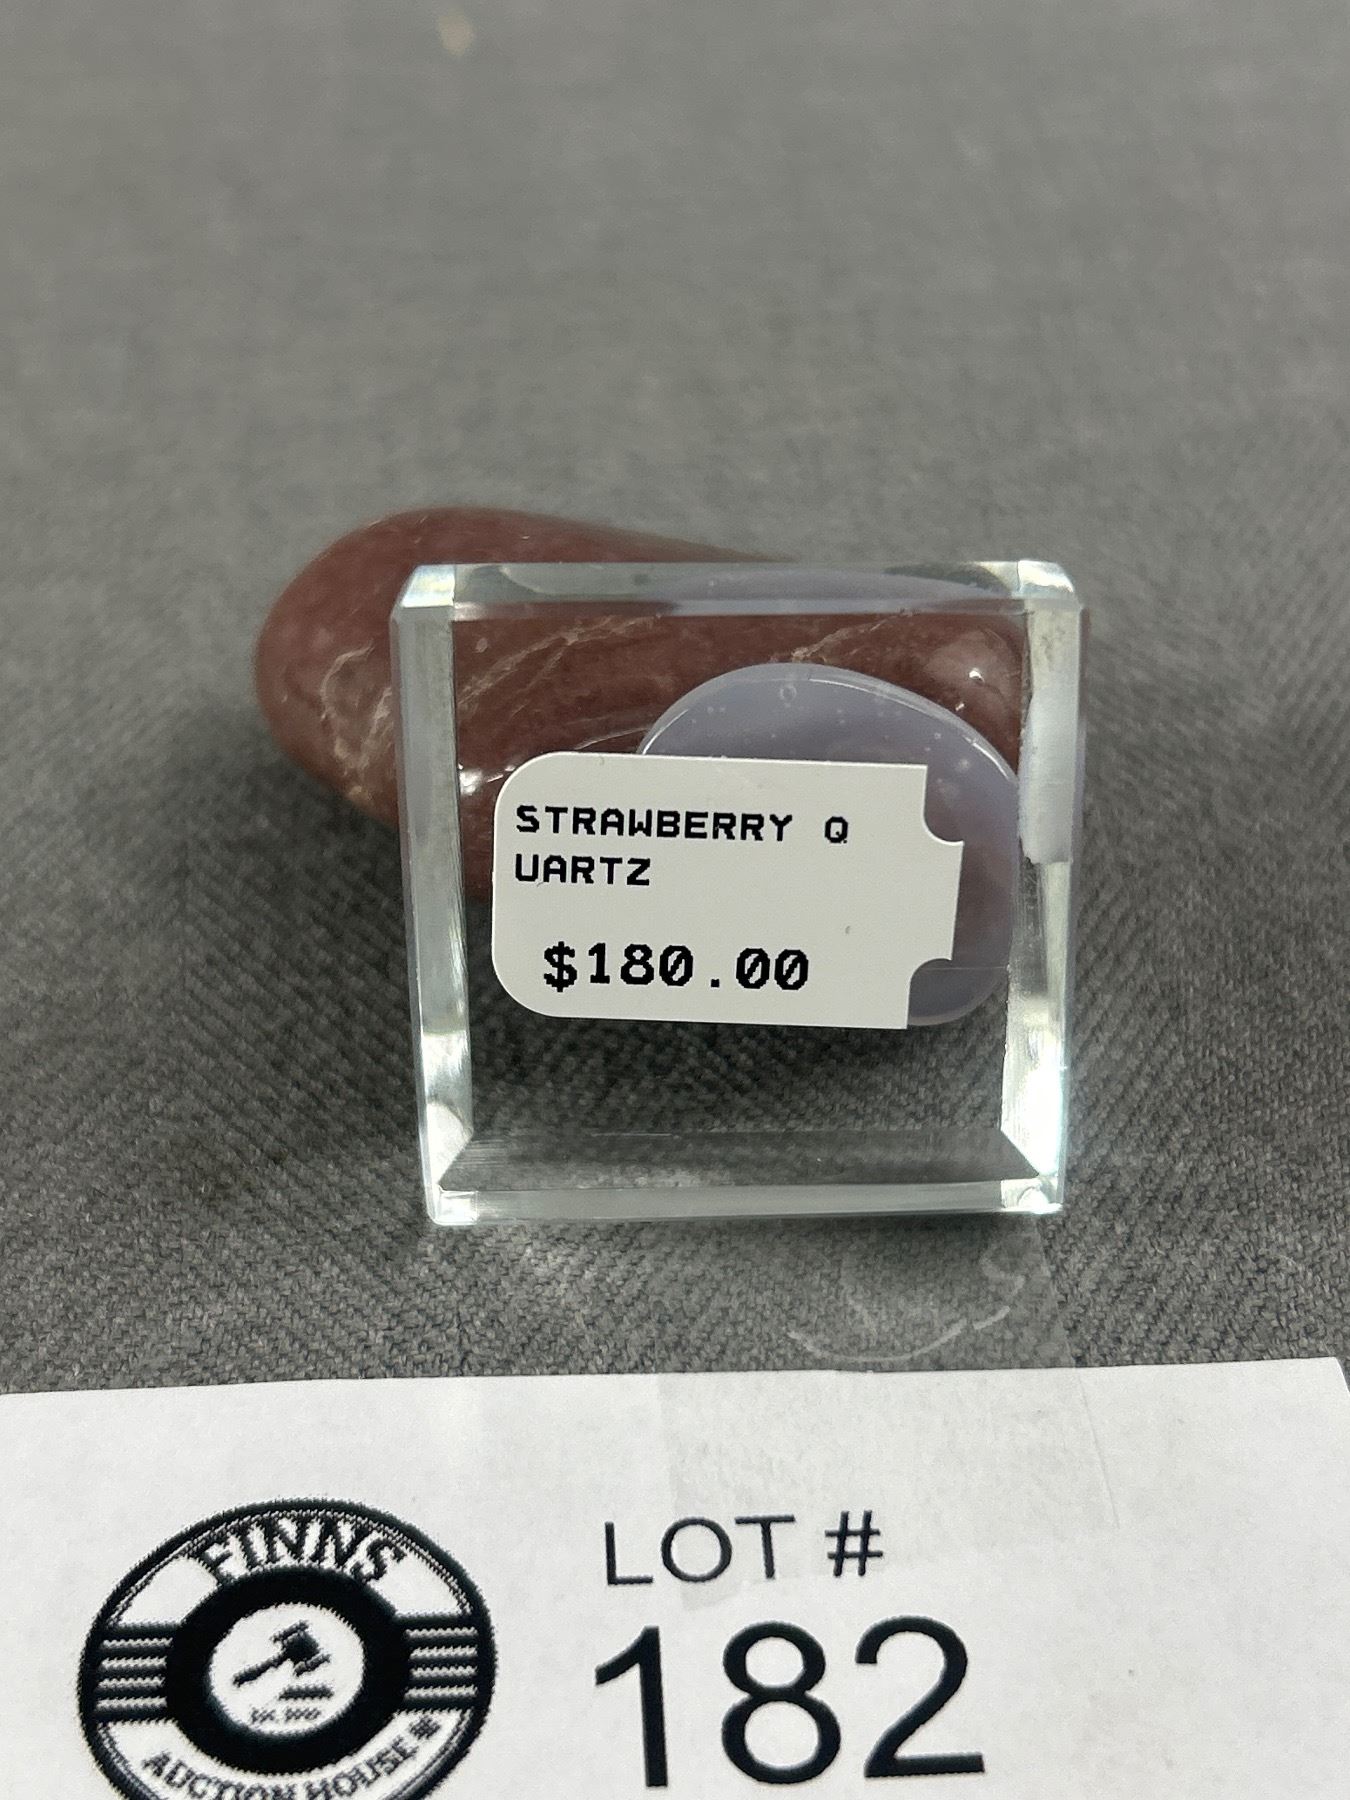 STRAWBERRY Q
UARTZ
$180.00
LOT #
182
FINNS
AUCTION HOUSE